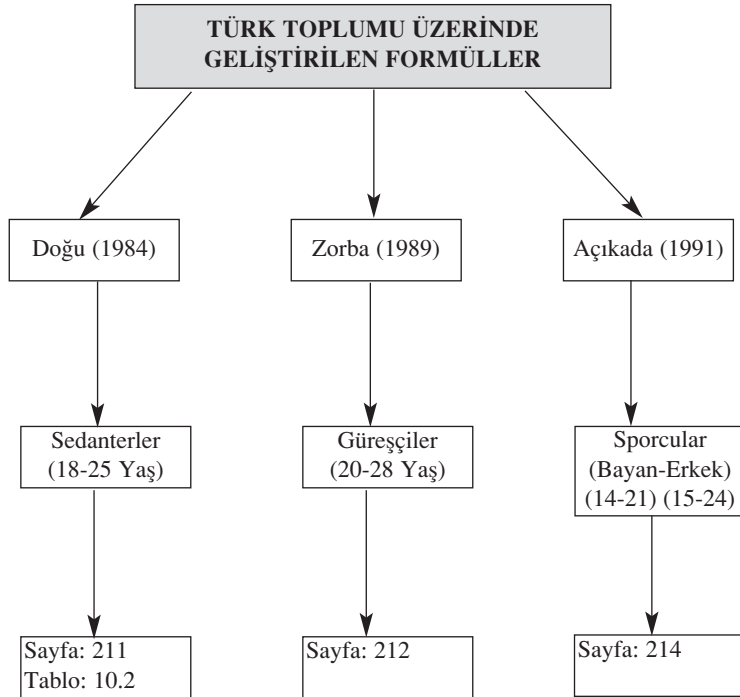 TÜRK TOPLUMU ÜZERİNDE
GELİŞTİRİLEN FORMÜLLER
Doğu (1984)
Zorba (1989)
Açıkada (1991)
Sedanterler
(18-25 Yaş)
Güreşçiler
(20-28 Yaş)
Sporcular
(Bayan-Erkek)
(14-21) (15-24)
Sayfa: 211
Tablo: 10.2
Sayfa: 212
Sayfa: 214